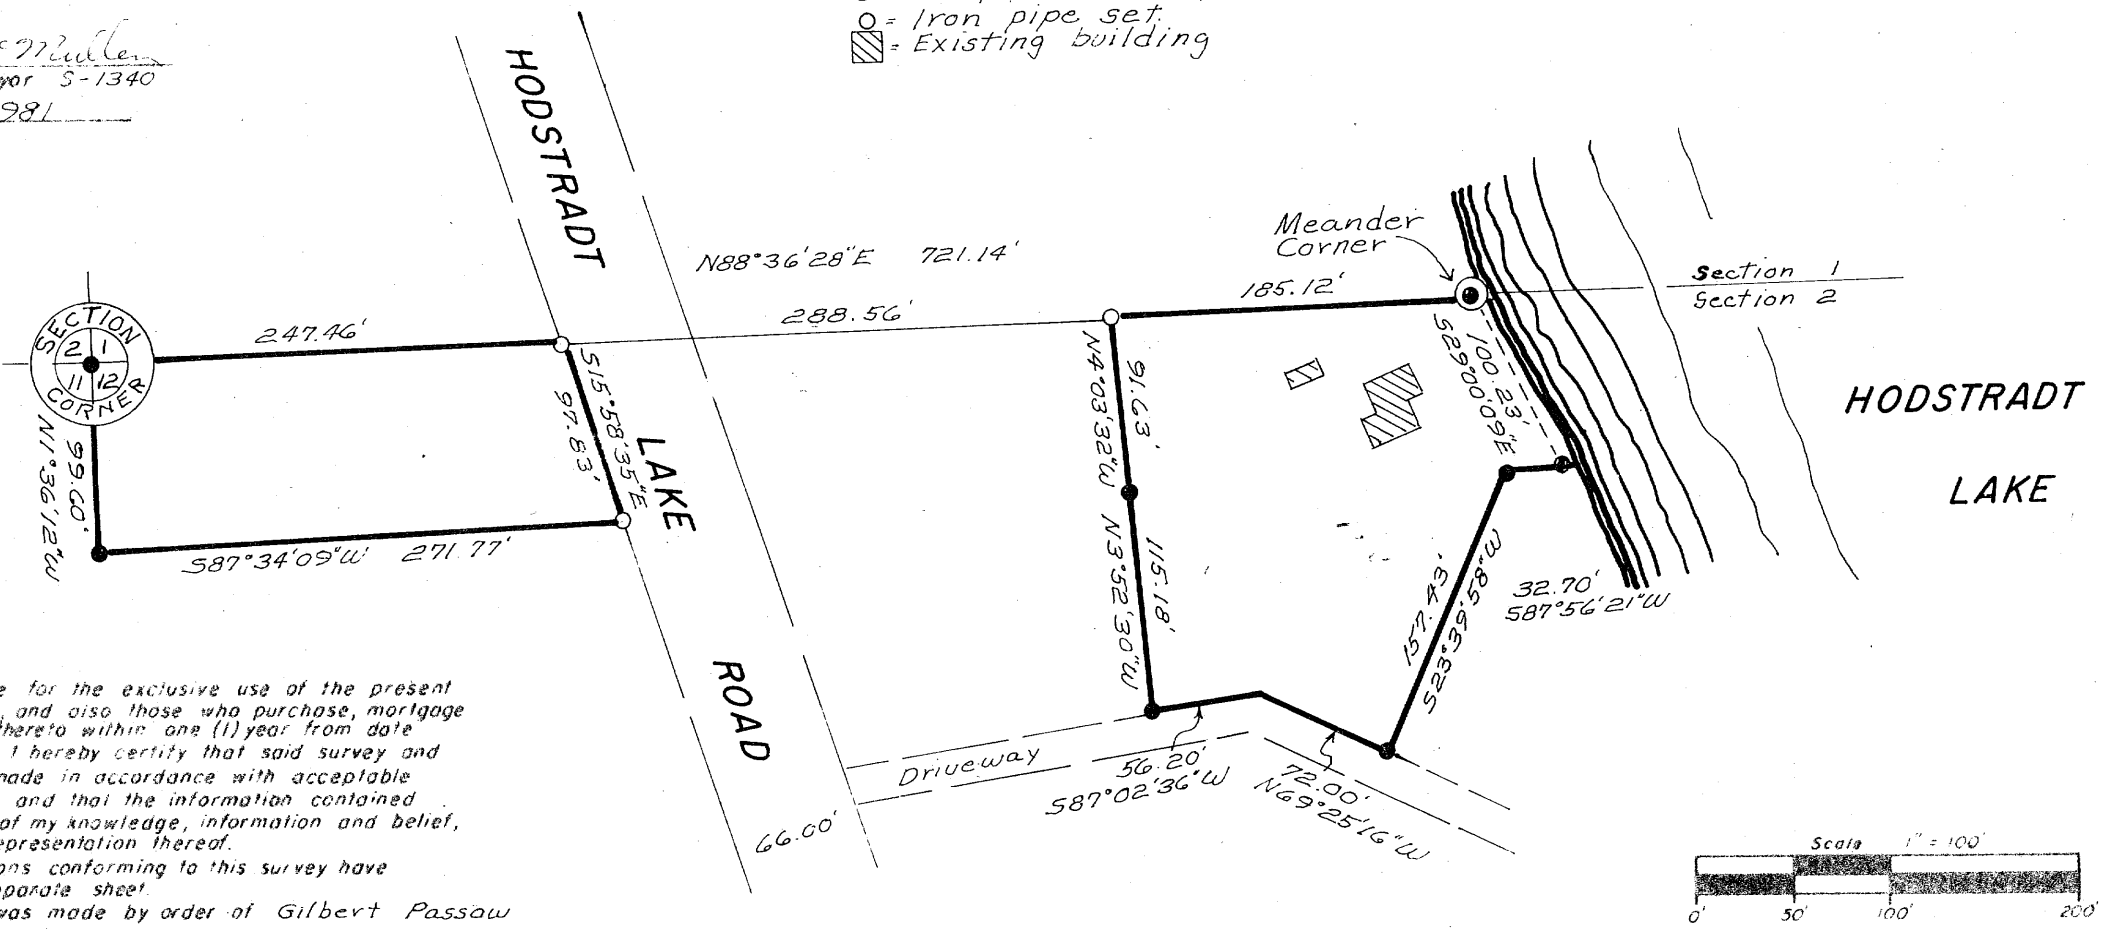 Mullen
yor S-1340
981
O = Iron pipe set.
= Existing building
HODSTRADT
LAKE
ROAD
N88°36'28"E 721.14'
Meander
Corner
Section 1
Section 2
SECTION
CORNER
2 1
11 12
247.46'
288.56'
185.12'
S15°58'35"E
97.83'
N4°03'32"W
91.63'
100.23'
S29°00'09"E
HODSTRADT
LAKE
99.60'
N1°36'12"W
S87°34'09"W 271.77'
N3°52'30"W
115.18'
157.43'
S23°39'58"W
32.70'
S87°56'21"W
Driveway
56.20'
S87°02'36"W
72.00'
N69°25'16"W
66.00'
e for the exclusive use of the present
and also those who purchase, mortgage
thereto within one (1) year from date
I hereby certify that said survey and
made in accordance with acceptable
and that the information contained
of my knowledge, information and belief,
epresentation thereof.
ons conforming to this survey have
parate sheet.
was made by order of Gilbert Passow
Scale 1" = 100'
0' 50' 100' 200'